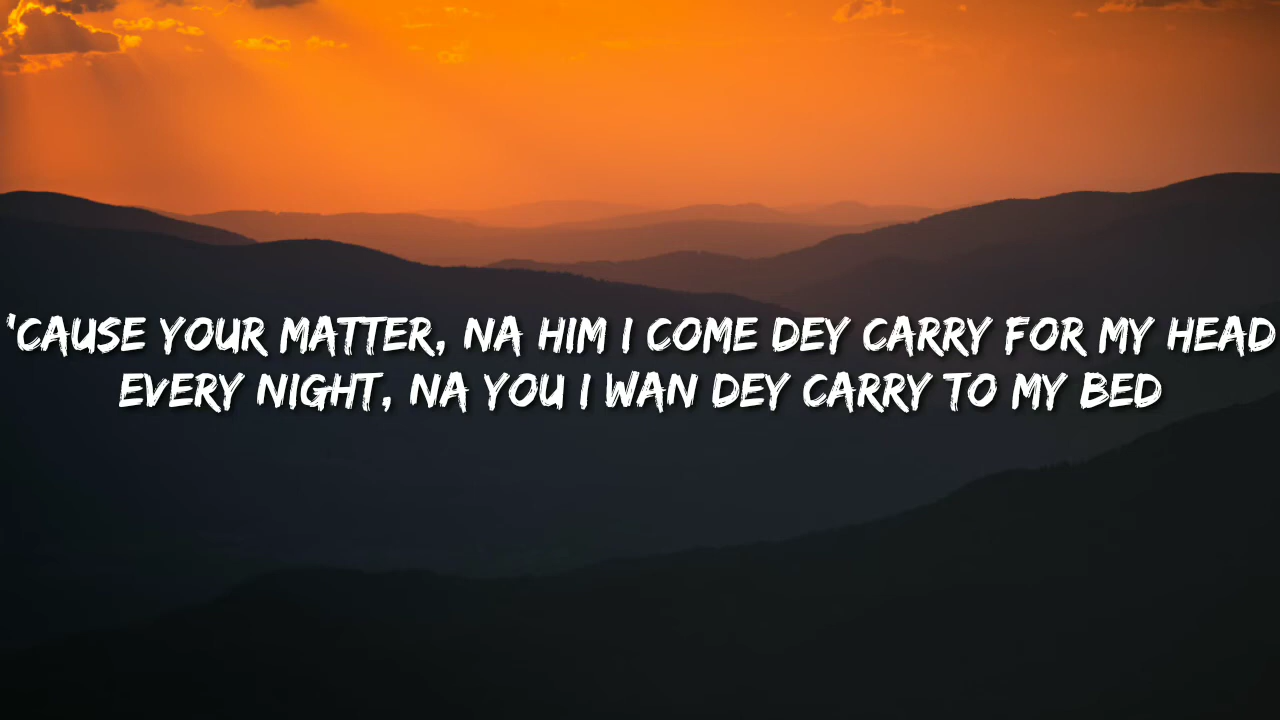 'CAUSE YOUR MATTER, NA HIM I COME DEY CARRY FOR MY HEAD
EVERY NIGHT, NA YOU I WAN DEY CARRY TO MY BED